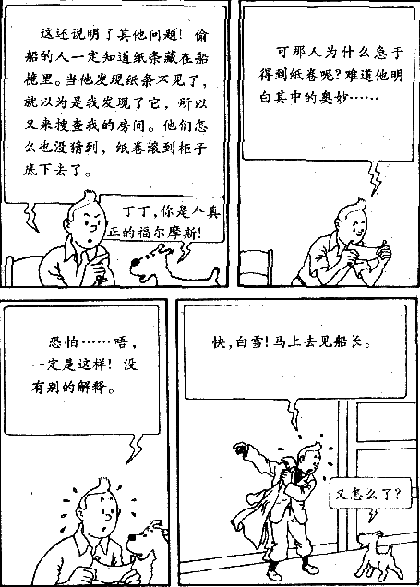 这还说明了其他问题！偷
船的人一定知道纸条藏在船
桅里。当他发现纸条不见了，
就以为是我发现了它，所以
又来搜查我的房间。他们怎
么也没猜到，纸卷滚到柜子
底下去了。
丁丁，你是个真
正的福尔摩斯！
可那人为什么急于
得到纸卷呢？难道他明
白其中的奥妙……
恐怕……唔，
一定是这样！没
有别的解释。
快，白雪！马上去见船长。
又怎么了？